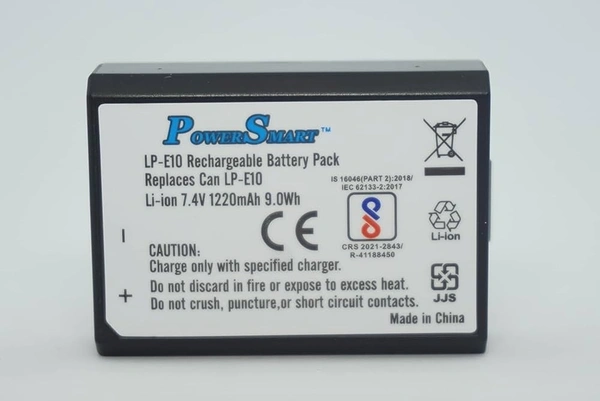 PowerSmart™
LP-E10 Rechargeable Battery Pack
Replaces Can LP-E10
Li-ion 7.4V 1220mAh 9.0Wh
IS 16046(PART 2):2018/
IEC 62133-2:2017
CE
CRS 2021-2843/
R-41188450
Li-ion
−
+
CAUTION:
Charge only with specified charger.
Do not discard in fire or expose to excess heat.
Do not crush, puncture,or short circuit contacts.
JJS
Made in China